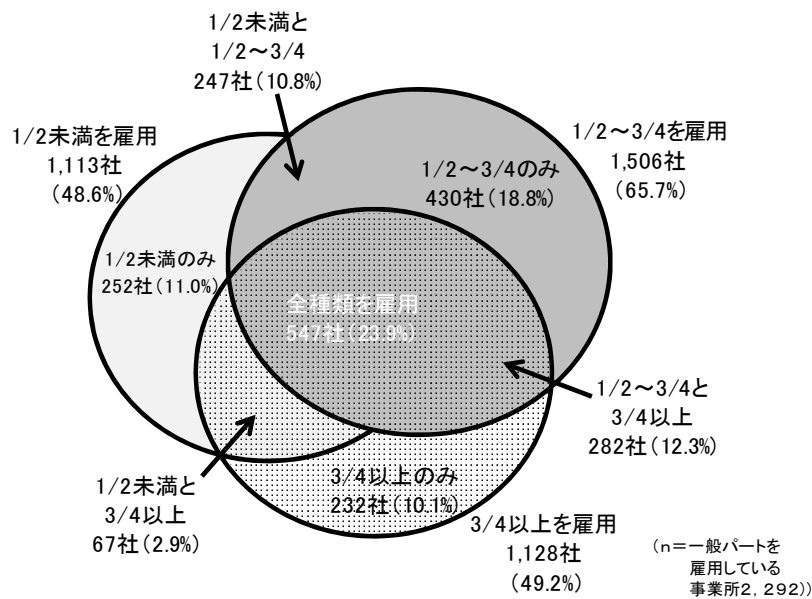 1/2未満と
1/2～3/4
247社(10.8%)
1/2未満を雇用
1,113社
(48.6%)
1/2～3/4を雇用
1,506社
(65.7%)
1/2～3/4のみ
430社(18.8%)
1/2未満のみ
252社(11.0%)
全種類を雇用
547社(23.9%)
1/2～3/4と
3/4以上
282社(12.3%)
1/2未満と
3/4以上
67社(2.9%)
3/4以上のみ
232社(10.1%)
3/4以上を雇用
1,128社
(49.2%)
(n=一般パートを
雇用している
事業所2,292))